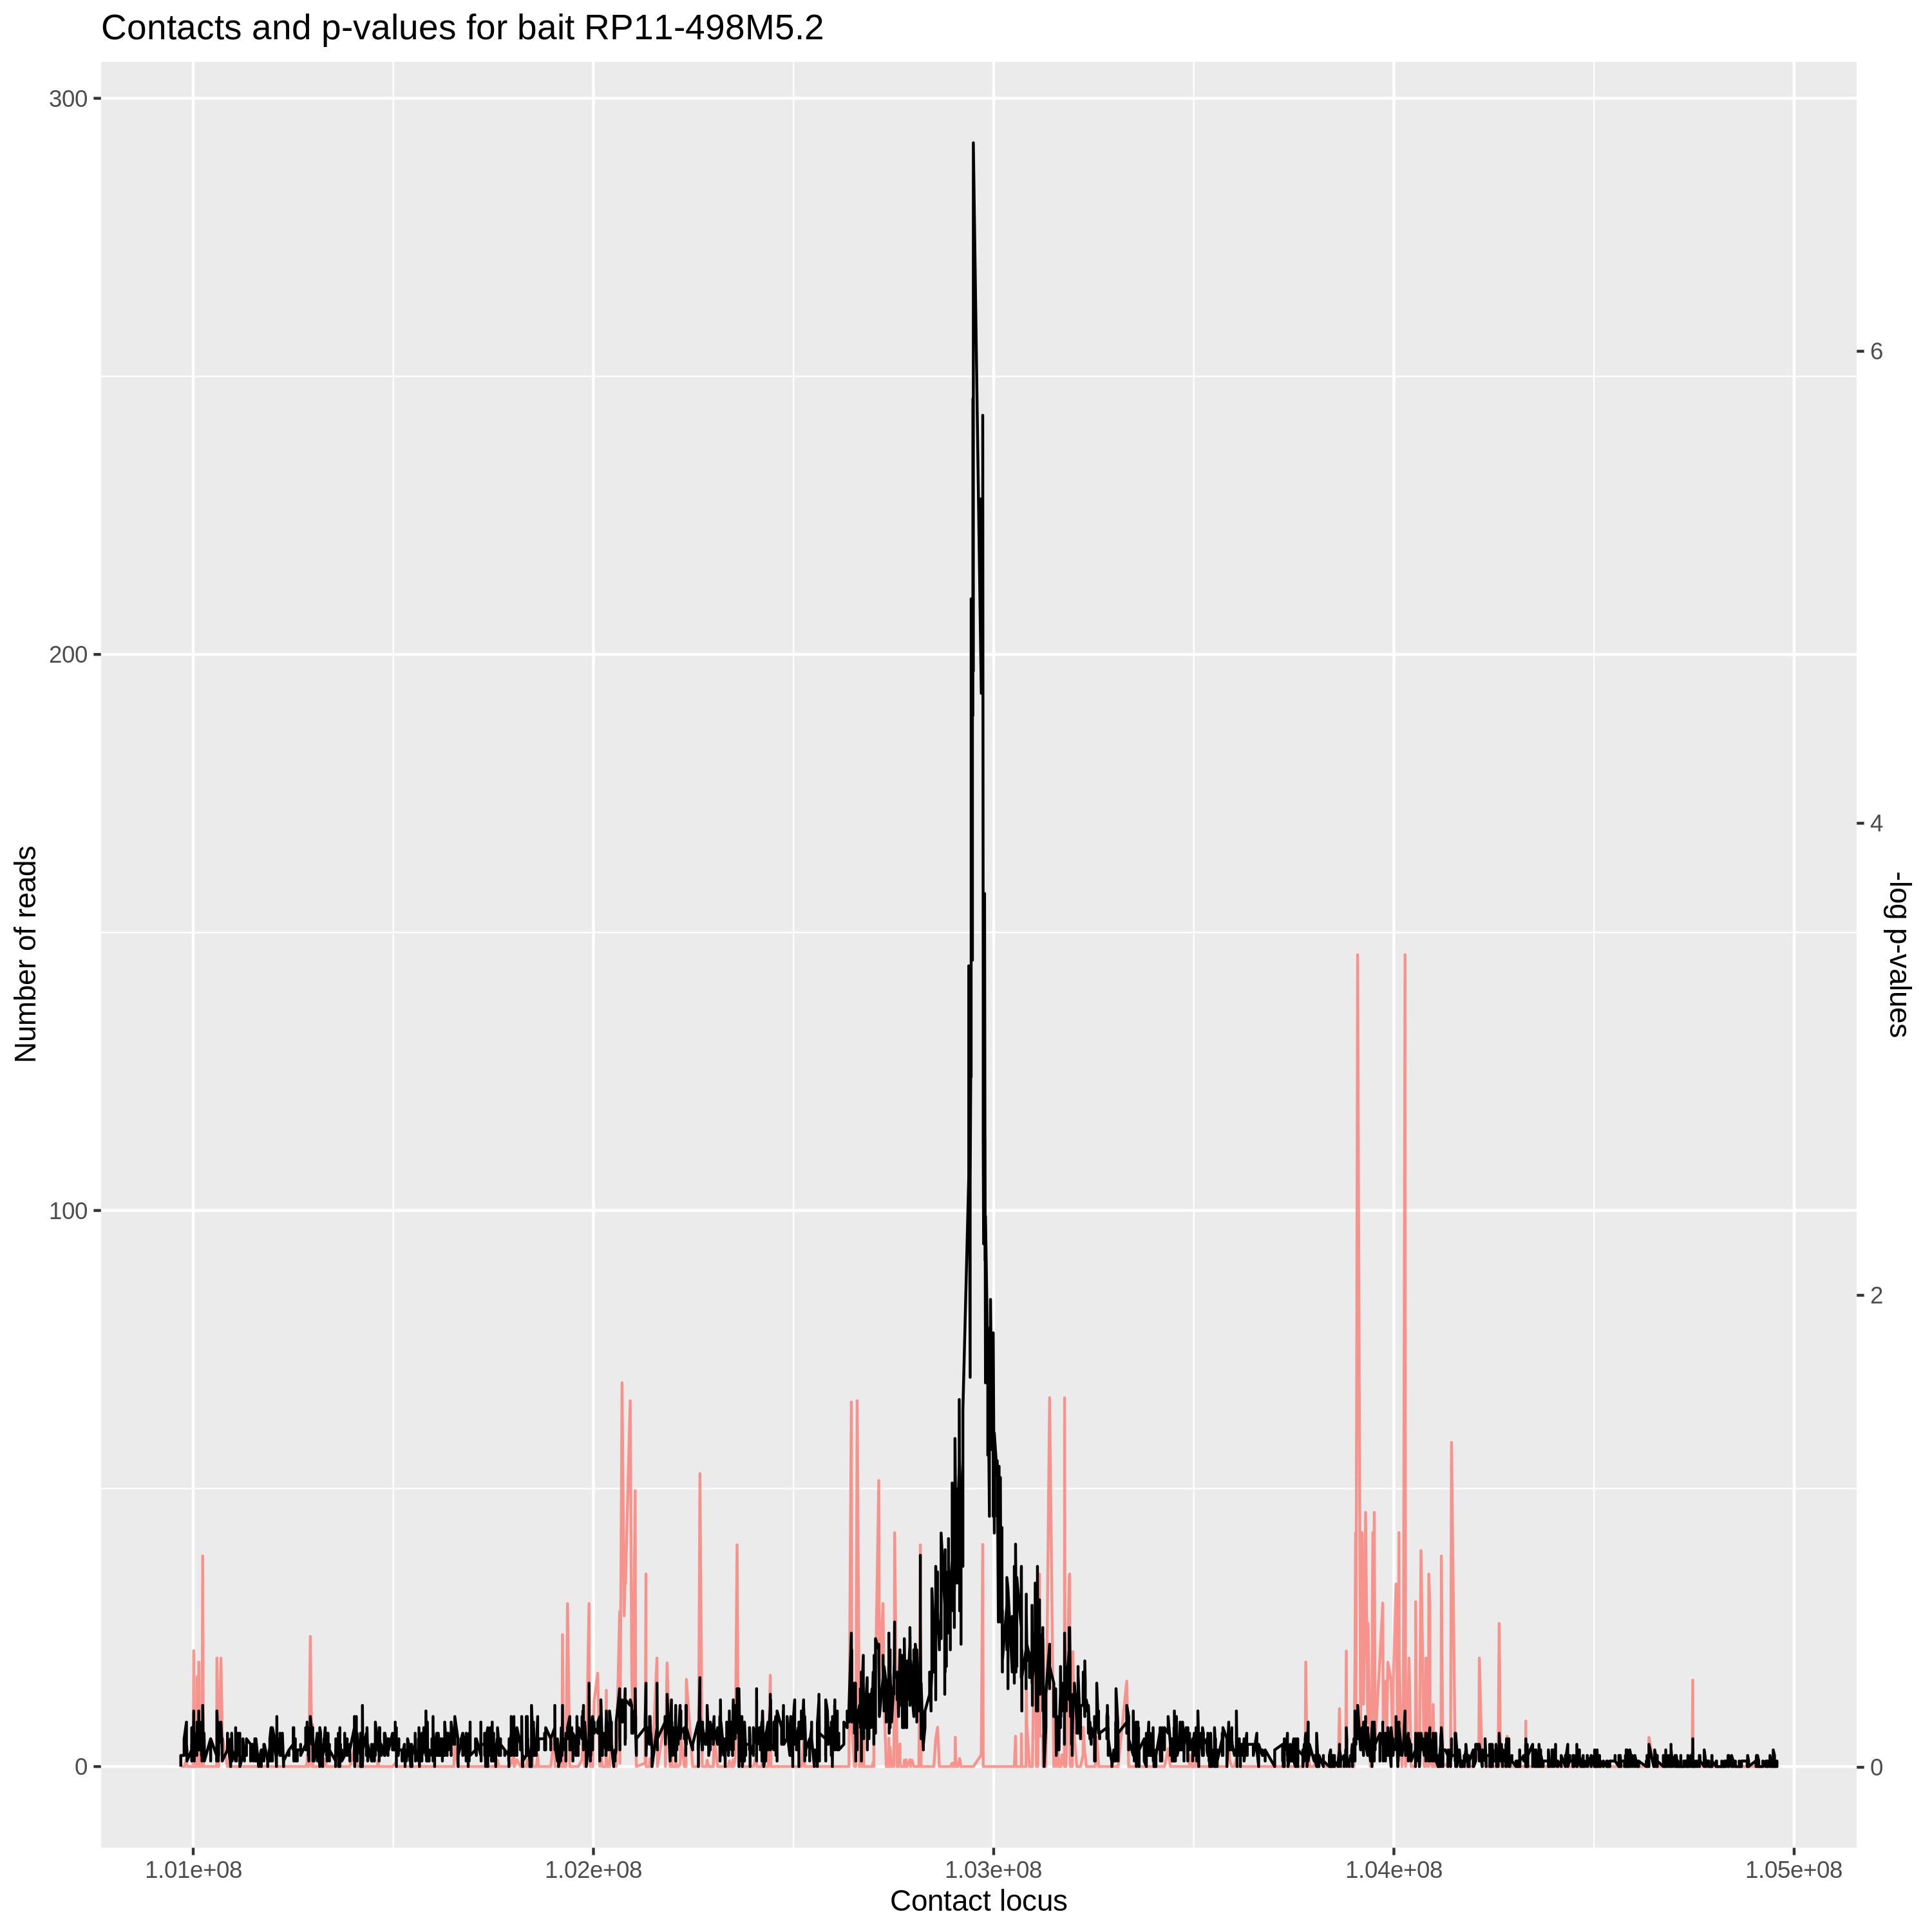 Contacts and p-values for bait RP11-498M5.2
300
200
100
0
Number of reads
6
4
2
0
-log p-values
1.01e+08
1.02e+08
1.03e+08
1.04e+08
1.05e+08
Contact locus